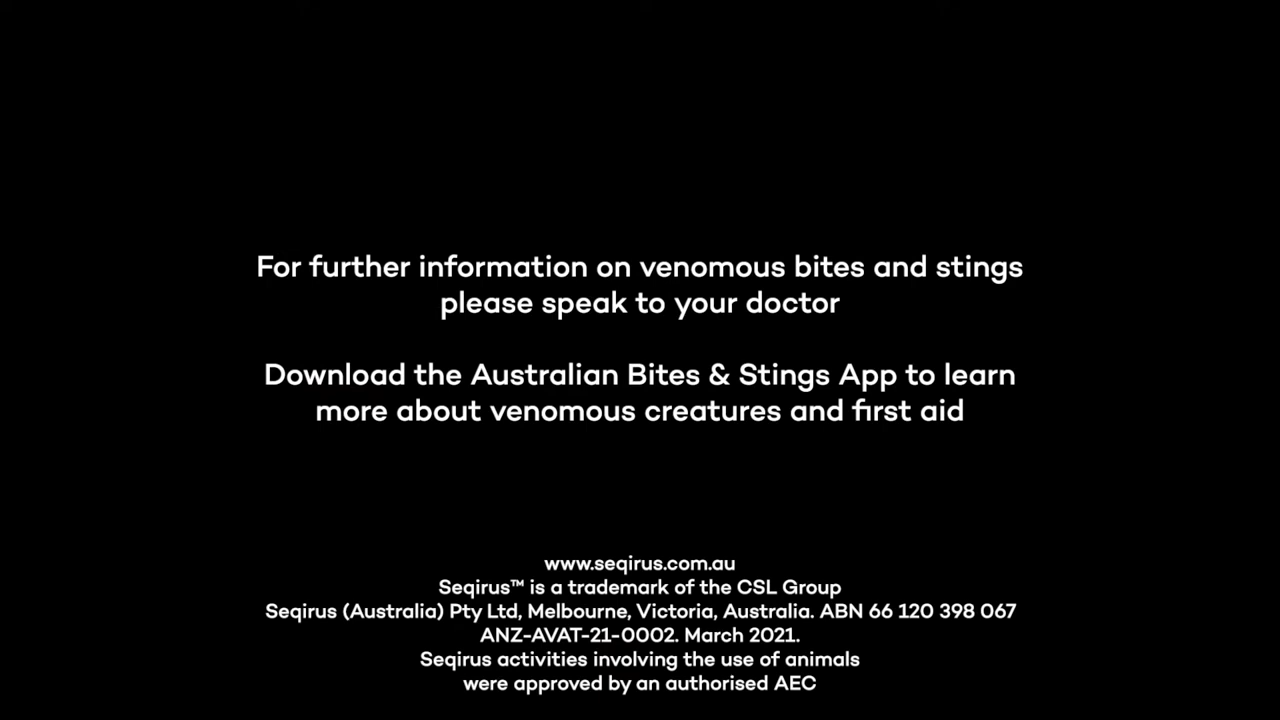 For further information on venomous bites and stings
please speak to your doctor
Download the Australian Bites & Stings App to learn
more about venomous creatures and first aid
www.seqirus.com.au
Seqirus™ is a trademark of the CSL Group
Seqirus (Australia) Pty Ltd, Melbourne, Victoria, Australia. ABN 66 120 398 067
ANZ-AVAT-21-0002. March 2021.
Seqirus activities involving the use of animals
were approved by an authorised AEC